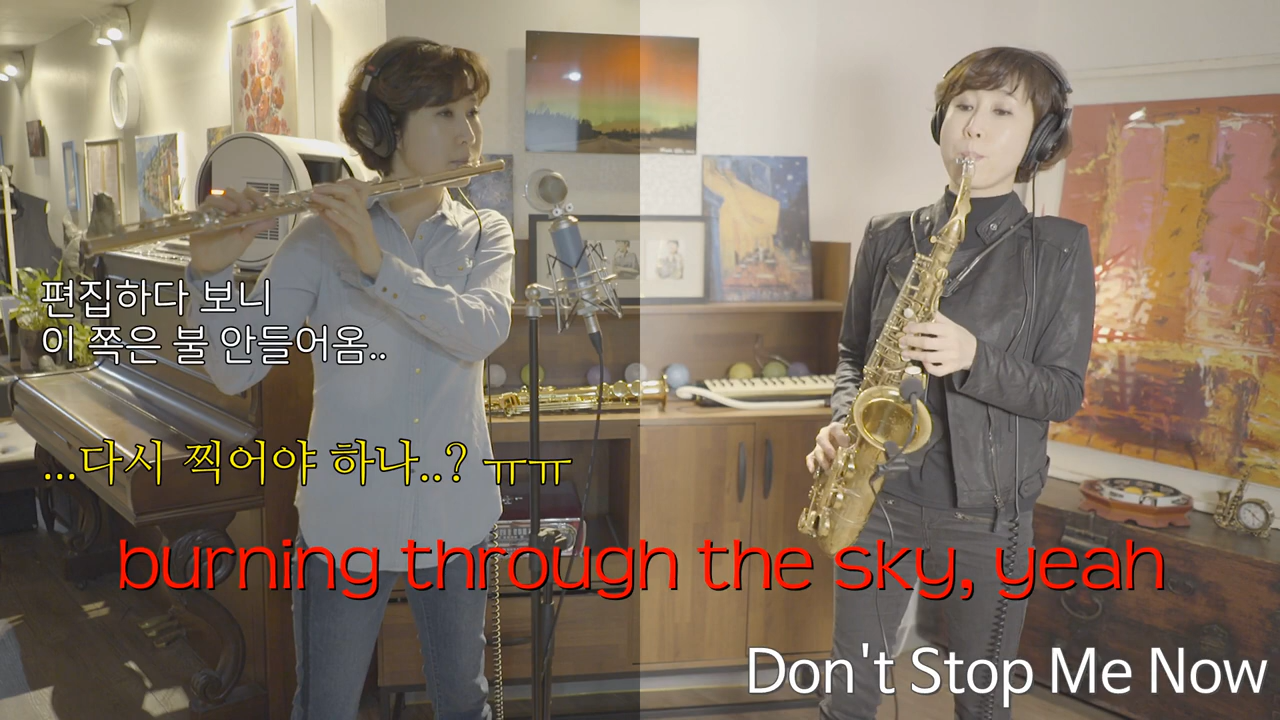 편집하다 보니
이 쪽은 불 안들어옴..
...다시 찍어야 하나..? ㅠㅠ
burning through the sky, yeah
Don't Stop Me Now